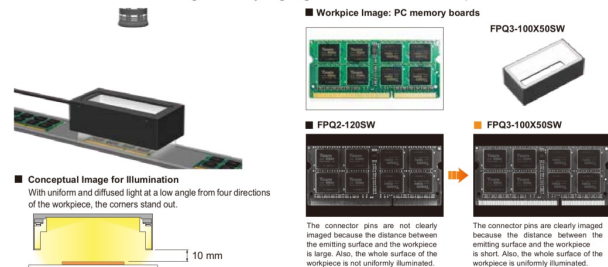 ■ Workpice Image: PC memory boards
FPQ3-100X50SW
■ FPQ2-120SW
■ FPQ3-100X50SW
■ Conceptual Image for Illumination
With uniform and diffused light at a low angle from four directions
of the workpiece, the corners stand out.
10 mm
The connector pins are not clearly
imaged because the distance between
the emitting surface and the workpiece
is large. Also, the whole surface of the
workpiece is not uniformly illuminated.
The connector pins are clearly imaged
because the distance between the
emitting surface and the workpiece
is short. Also, the whole surface of the
workpiece is uniformly illuminated.